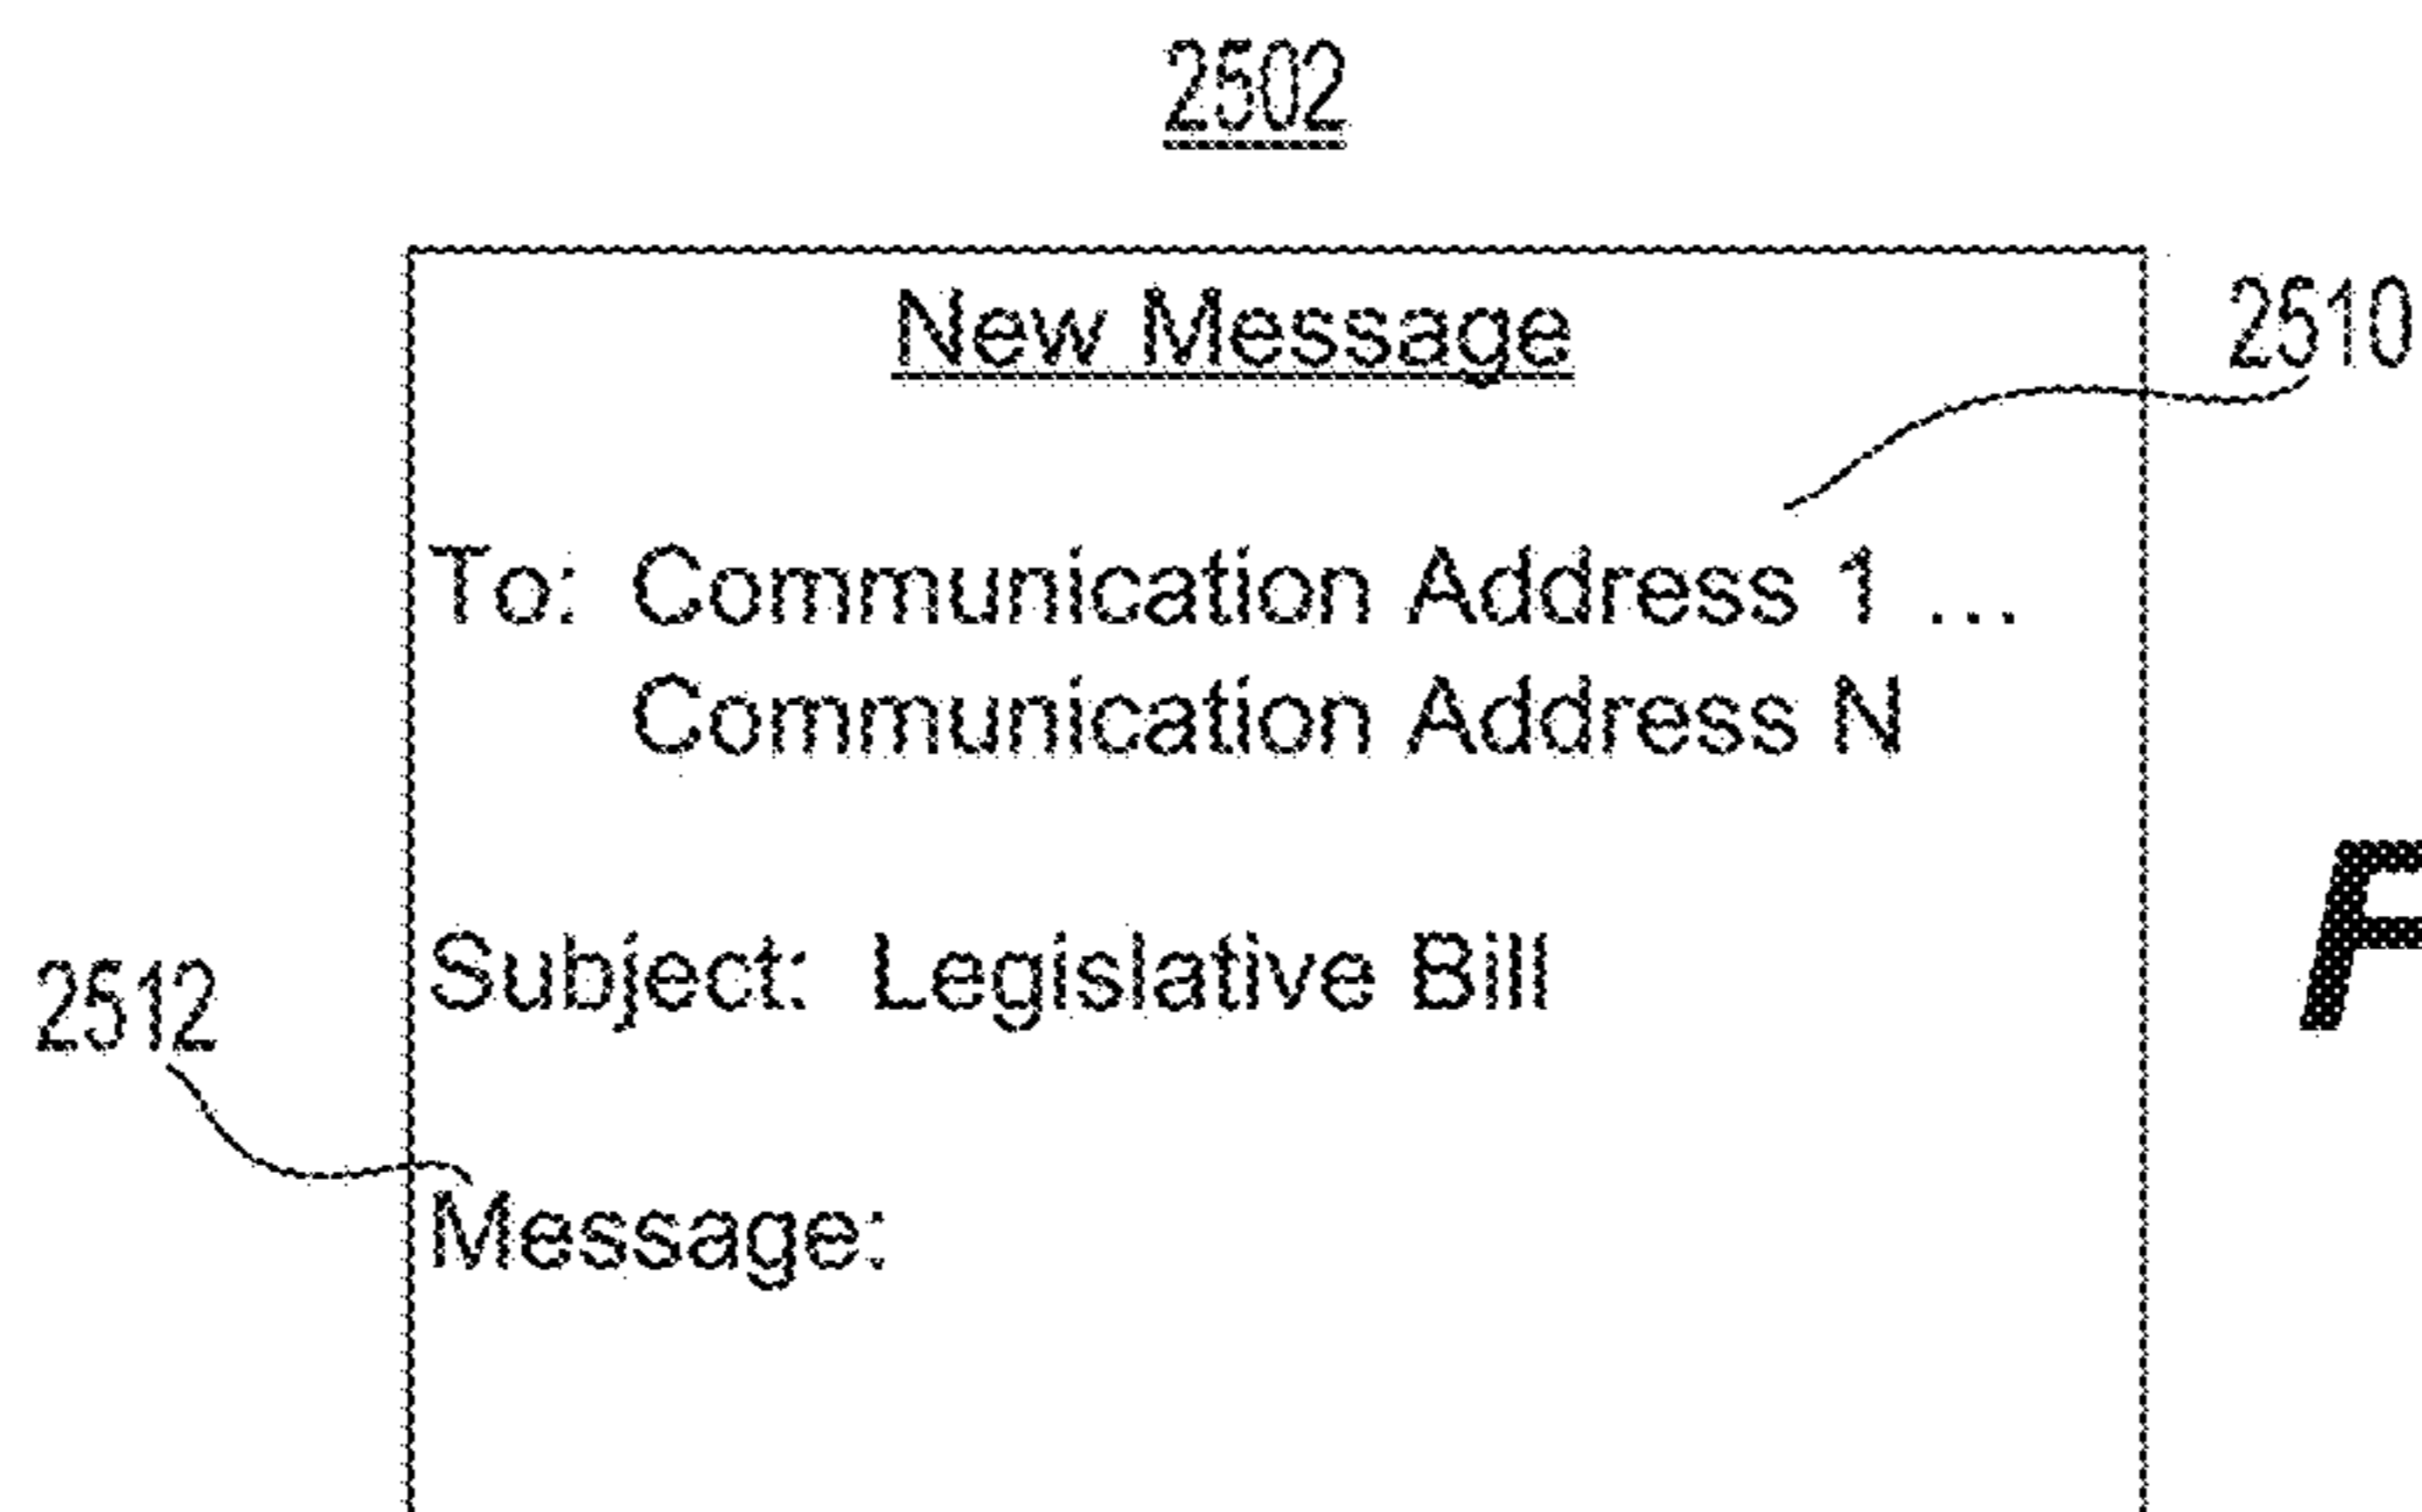 2502
New Message
2510
To: Communication Address 1 ...
Communication Address N
F
Subject: Legislative Bill
2512
Message: